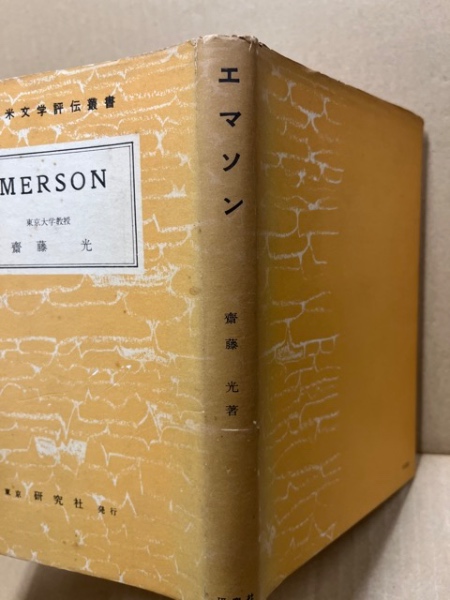 米文学評伝叢書
MERSON
東京大学教授
齋藤 光
東京 研究社 発行
エマソン
齋藤 光著